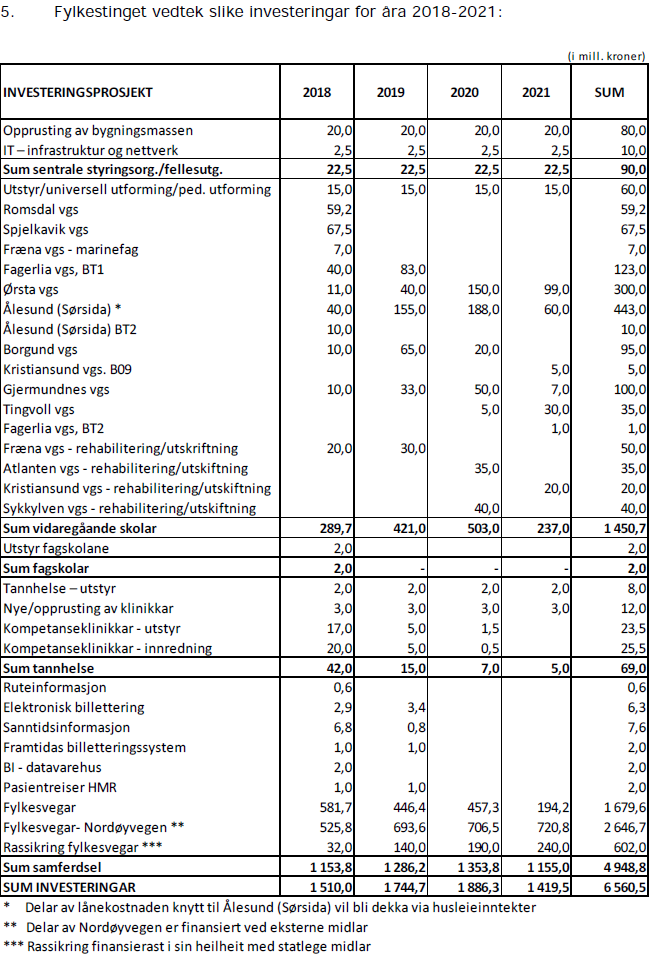 5. Fylkestinget vedtek slike investeringar for åra 2018-2021:
(i mill. kroner)
INVESTERINGSPROSJEKT 2018 2019 2020 2021 SUM
Opprusting av bygningsmassen 20,0 20,0 20,0 20,0 80,0
IT – infrastruktur og nettverk 2,5 2,5 2,5 2,5 10,0
Sum sentrale styringsorg./fellesutg. 22,5 22,5 22,5 22,5 90,0
Utstyr/universell utforming/ped. utforming 15,0 15,0 15,0 15,0 60,0
Romsdal vgs 59,2 59,2
Spjelkavik vgs 67,5 67,5
Fræna vgs - marinefag 7,0 7,0
Fagerlia vgs, BT1 40,0 83,0 123,0
Ørsta vgs 11,0 40,0 150,0 99,0 300,0
Ålesund (Sørsida) * 40,0 155,0 188,0 60,0 443,0
Ålesund (Sørsida) BT2 10,0 10,0
Borgund vgs 10,0 65,0 20,0 95,0
Kristiansund vgs. B09 5,0 5,0
Gjermundnes vgs 10,0 33,0 50,0 7,0 100,0
Tingvoll vgs 5,0 30,0 35,0
Fagerlia vgs, BT2 1,0 1,0
Fræna vgs - rehabilitering/utskriftning 20,0 30,0 50,0
Atlanten vgs - rehabilitering/utskiftning 35,0 35,0
Kristiansund vgs - rehabilitering/utskiftning 20,0 20,0
Sykkylven vgs - rehabilitering/utskiftning 40,0 40,0
Sum vidaregåande skolar 289,7 421,0 503,0 237,0 1 450,7
Utstyr fagskolane 2,0 2,0
Sum fagskolar 2,0 - - - 2,0
Tannhelse – utstyr 2,0 2,0 2,0 2,0 8,0
Nye/opprusting av klinikkar 3,0 3,0 3,0 3,0 12,0
Kompetanseklinikkar - utstyr 17,0 5,0 1,5 23,5
Kompetanseklinikkar - innredning 20,0 5,0 0,5 25,5
Sum tannhelse 42,0 15,0 7,0 5,0 69,0
Ruteinformasjon 0,6 0,6
Elektronisk billettering 2,9 3,4 6,3
Sanntidsinformasjon 6,8 0,8 7,6
Framtidas billetteringssystem 1,0 1,0 2,0
BI - datavarehus 2,0 2,0
Pasientreiser HMR 1,0 1,0 2,0
Fylkesvegar 581,7 446,4 457,3 194,2 1 679,6
Fylkesvegar- Nordøyvegen ** 525,8 693,6 706,5 720,8 2 646,7
Rassikring fylkesvegar *** 32,0 140,0 190,0 240,0 602,0
Sum samferdsel 1 153,8 1 286,2 1 353,8 1 155,0 4 948,8
SUM INVESTERINGAR 1 510,0 1 744,7 1 886,3 1 419,5 6 560,5
* Delar av lånekostnaden knytt til Ålesund (Sørsida) vil bli dekka via husleieinntekter
** Delar av Nordøyvegen er finansiert ved eksterne midlar
*** Rassikring finansierast i sin heilheit med statlege midlar